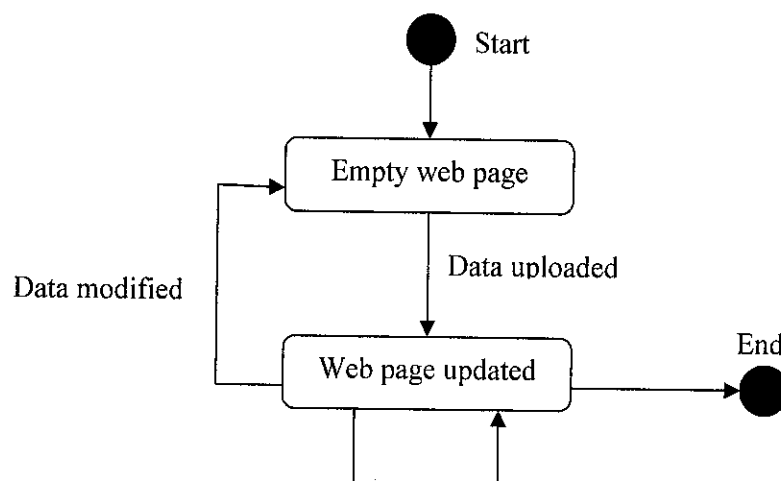 Start
Empty web page
Data uploaded
Data modified
End
Web page updated